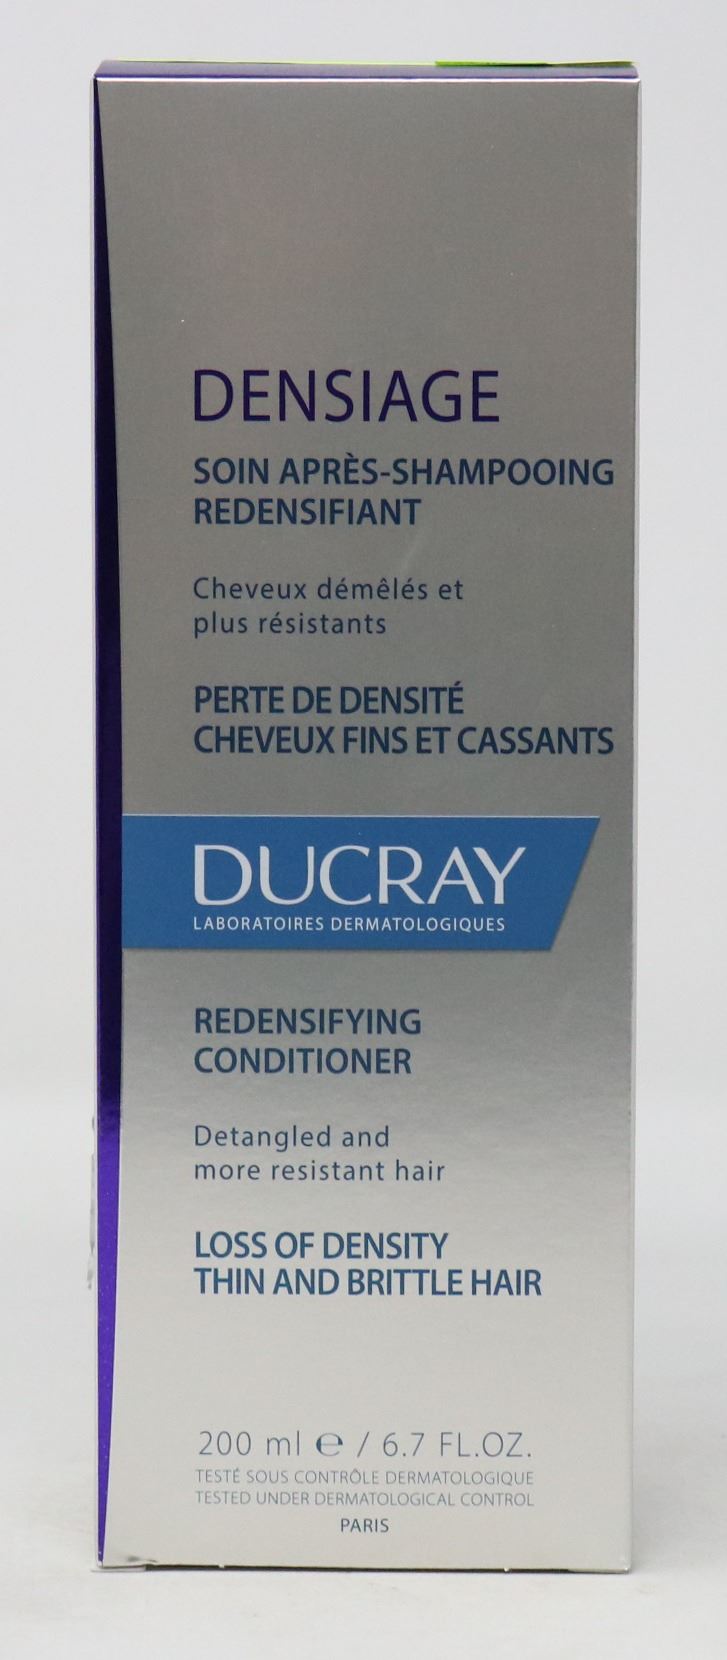 DENSIAGE
SOIN APRÈS-SHAMPOOING
REDENSIFIANT
Cheveux démêlés et
plus résistants
PERTE DE DENSITÉ
CHEVEUX FINS ET CASSANTS
DUCRAY
LABORATOIRES DERMATOLOGIQUES
REDENSIFYING
CONDITIONER
Detangled and
more resistant hair
LOSS OF DENSITY
THIN AND BRITTLE HAIR
200 ml ℮ / 6.7 FL.OZ.
TESTÉ SOUS CONTRÔLE DERMATOLOGIQUE
TESTED UNDER DERMATOLOGICAL CONTROL
PARIS